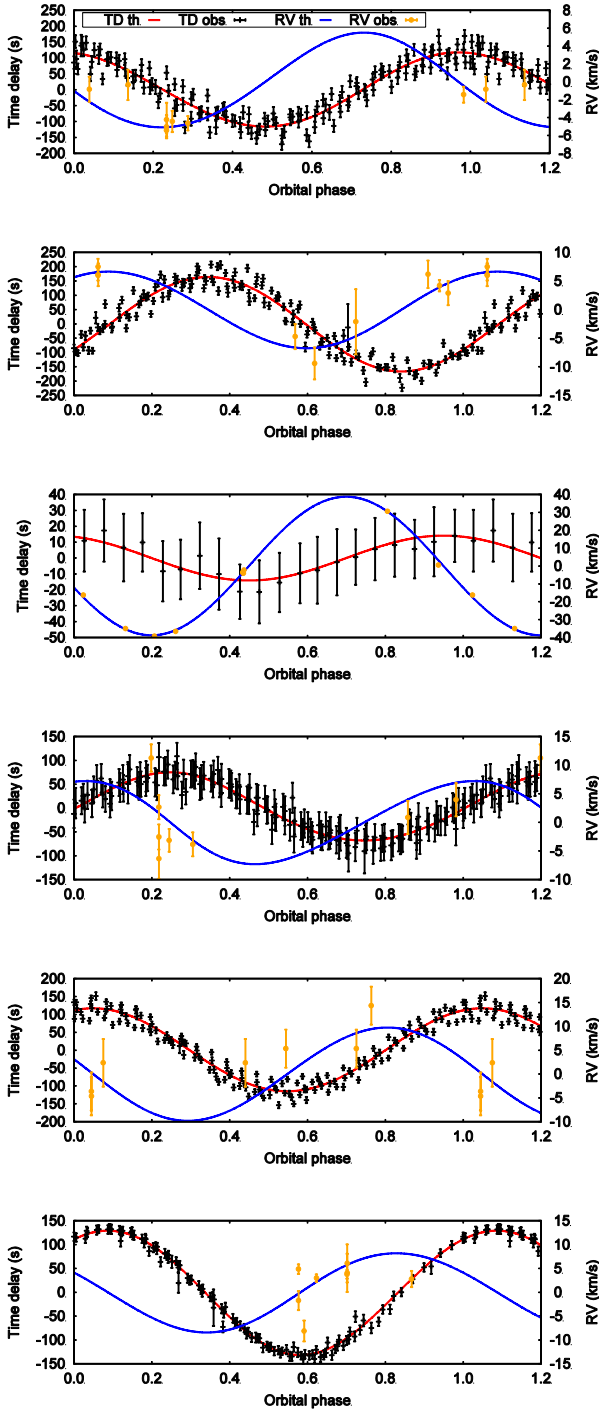 TD th. TD obs. RV th. RV obs.
200 150 100 50 0 -50 -100 -150 -200
Time delay (s)
8 6 4 2 0 -2 -4 -6 -8
RV (km/s)
0.0 0.2 0.4 0.6 0.8 1.0 1.2
Orbital phase
250 200 150 100 50 0 -50 -100 -150 -200 -250
Time delay (s)
10 5 0 -5 -10 -15
RV (km/s)
0.0 0.2 0.4 0.6 0.8 1.0 1.2
Orbital phase
40 30 20 10 0 -10 -20 -30 -40 -50
Time delay (s)
40 30 20 10 0 -10 -20 -30 -40
RV (km/s)
0.0 0.2 0.4 0.6 0.8 1.0 1.2
Orbital phase
150 100 50 0 -50 -100 -150
Time delay (s)
15 10 5 0 -5 -10
RV (km/s)
0.0 0.2 0.4 0.6 0.8 1.0 1.2
Orbital phase
200 150 100 50 0 -50 -100 -150 -200
Time delay (s)
20 15 10 5 0 -5 -10
RV (km/s)
0.0 0.2 0.4 0.6 0.8 1.0 1.2
Orbital phase
150 100 50 0 -50 -100 -150
Time delay (s)
15 10 5 0 -5 -10 -15
RV (km/s)
0.0 0.2 0.4 0.6 0.8 1.0 1.2
Orbital phase